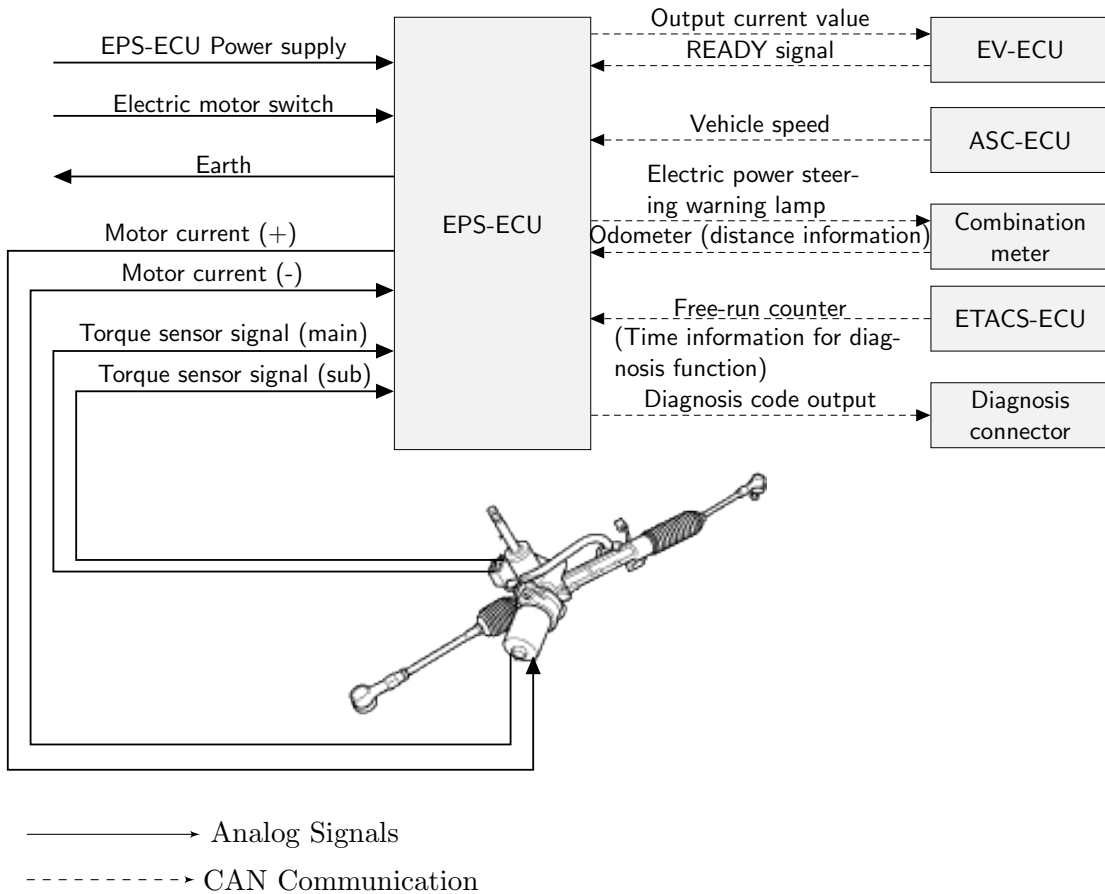 EPS-ECU Power supply
Electric motor switch
Earth
Motor current (+)
Motor current (-)
Torque sensor signal (main)
Torque sensor signal (sub)
EPS-ECU
Output current value
READY signal
Vehicle speed
Electric power steer-
ing warning lamp
Odometer (distance information)
Free-run counter
(Time information for diag-
nosis function)
Diagnosis code output
EV-ECU
ASC-ECU
Combination
meter
ETACS-ECU
Diagnosis
connector
Analog Signals
CAN Communication